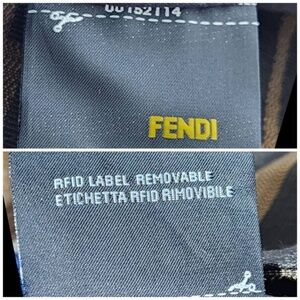 00152114
FENDI
RFID LABEL REMOVABLE
ETICHETTA RFID RIMOVIBILE